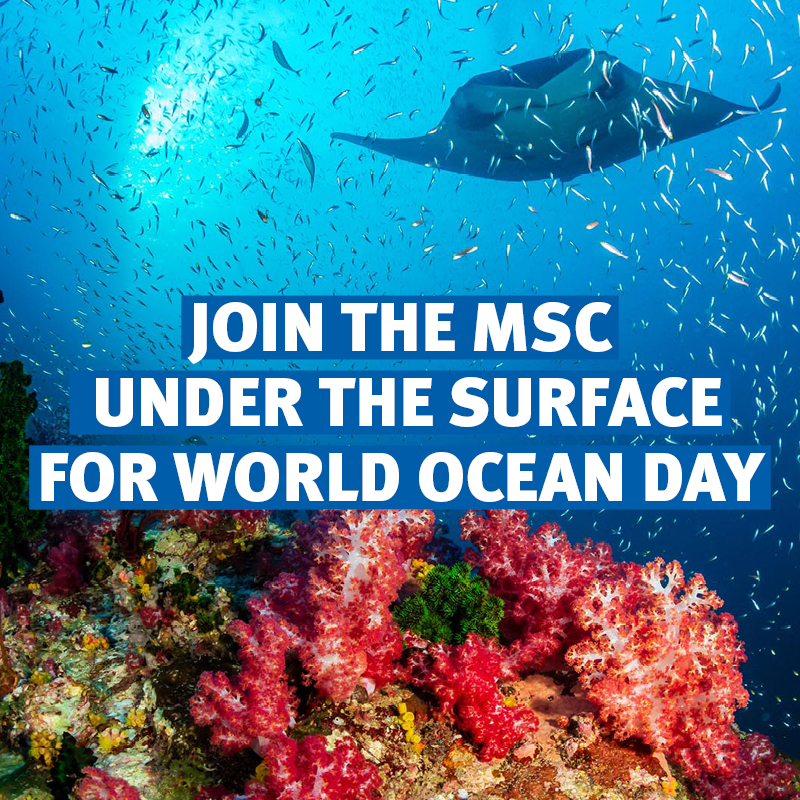 JOIN THE MSC
UNDER THE SURFACE
FOR WORLD OCEAN DAY